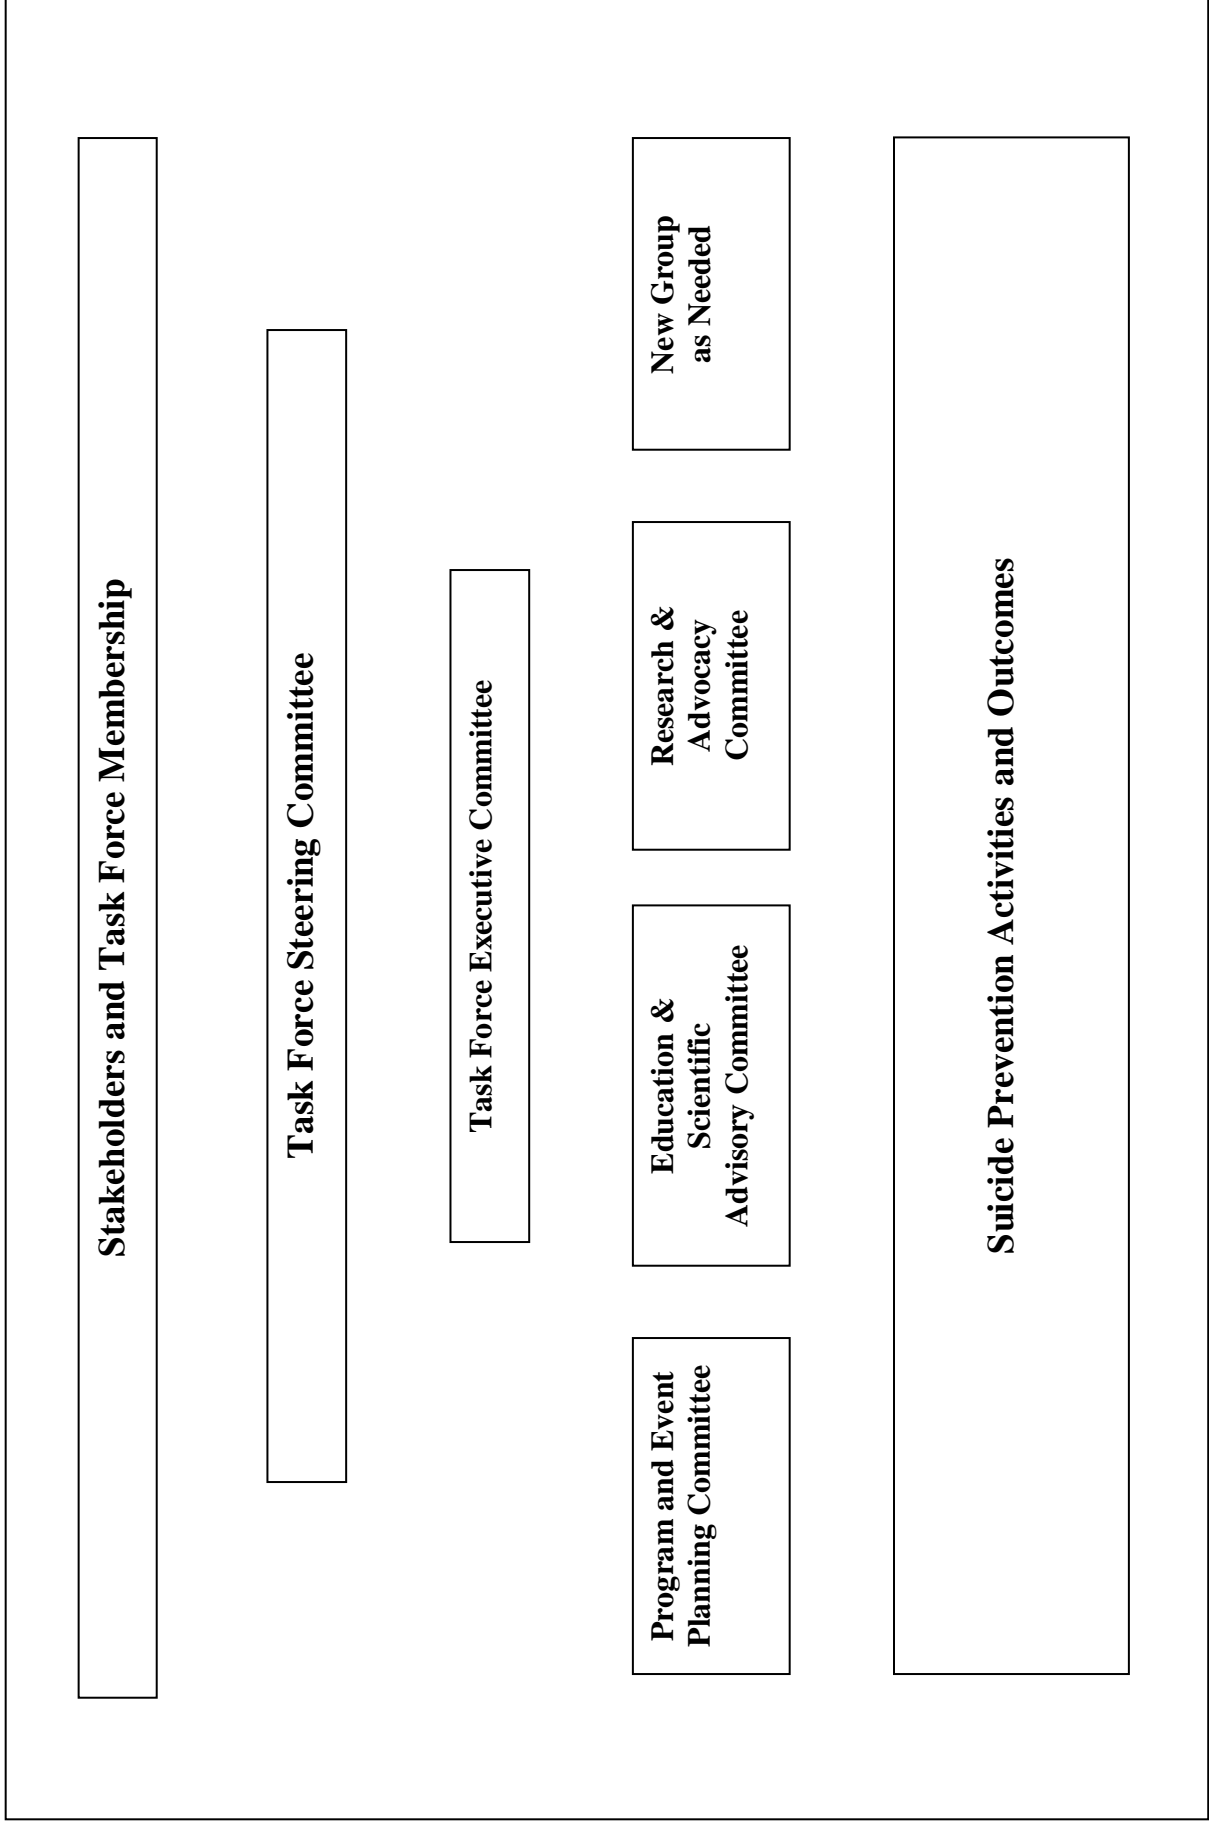 Stakeholders and Task Force Membership
Task Force Steering Committee
Task Force Executive Committee
Program and Event
Planning Committee
Education &
Scientific
Advisory Committee
Research &
Advocacy
Committee
New Group
as Needed
Suicide Prevention Activities and Outcomes